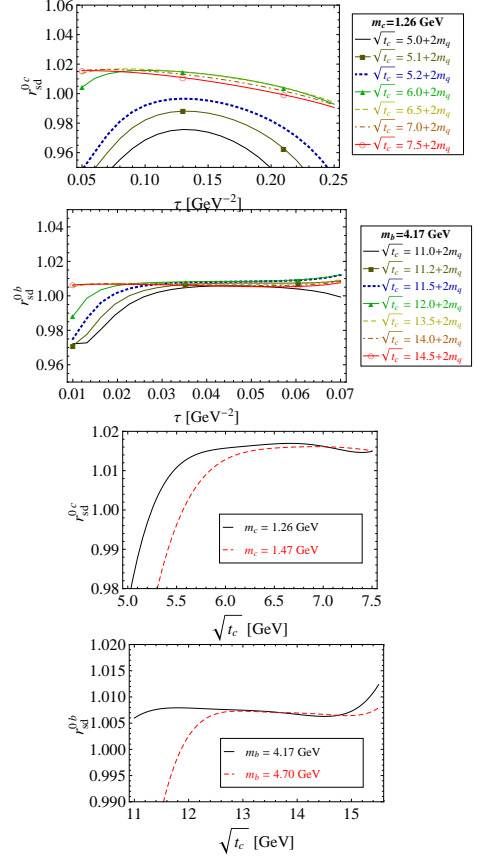 1.06
1.04
1.02
1.00
0.98
0.96
r_sd^{0c}
0.05 0.10 0.15 0.20 0.25
τ [GeV⁻²]
m_c=1.26 GeV
√t_c = 5.0+2m_q
√t_c = 5.1+2m_q
√t_c = 5.2+2m_q
√t_c = 6.0+2m_q
√t_c = 6.5+2m_q
√t_c = 7.0+2m_q
√t_c = 7.5+2m_q
1.04
1.02
1.00
0.98
0.96
r_sd^{0b}
0.01 0.02 0.03 0.04 0.05 0.06 0.07
τ [GeV⁻²]
m_b=4.17 GeV
√t_c = 11.0+2m_q
√t_c = 11.2+2m_q
√t_c = 11.5+2m_q
√t_c = 12.0+2m_q
√t_c = 13.5+2m_q
√t_c = 14.0+2m_q
√t_c = 14.5+2m_q
1.02
1.01
1.00
0.99
0.98
r_sd^{0c}
m_c = 1.26 GeV
m_c = 1.47 GeV
5.0 5.5 6.0 6.5 7.0 7.5
√t_c [GeV]
1.020
1.015
1.010
1.005
1.000
0.995
0.990
r_sd^{0b}
m_b = 4.17 GeV
m_b = 4.70 GeV
11 12 13 14 15
√t_c [GeV]